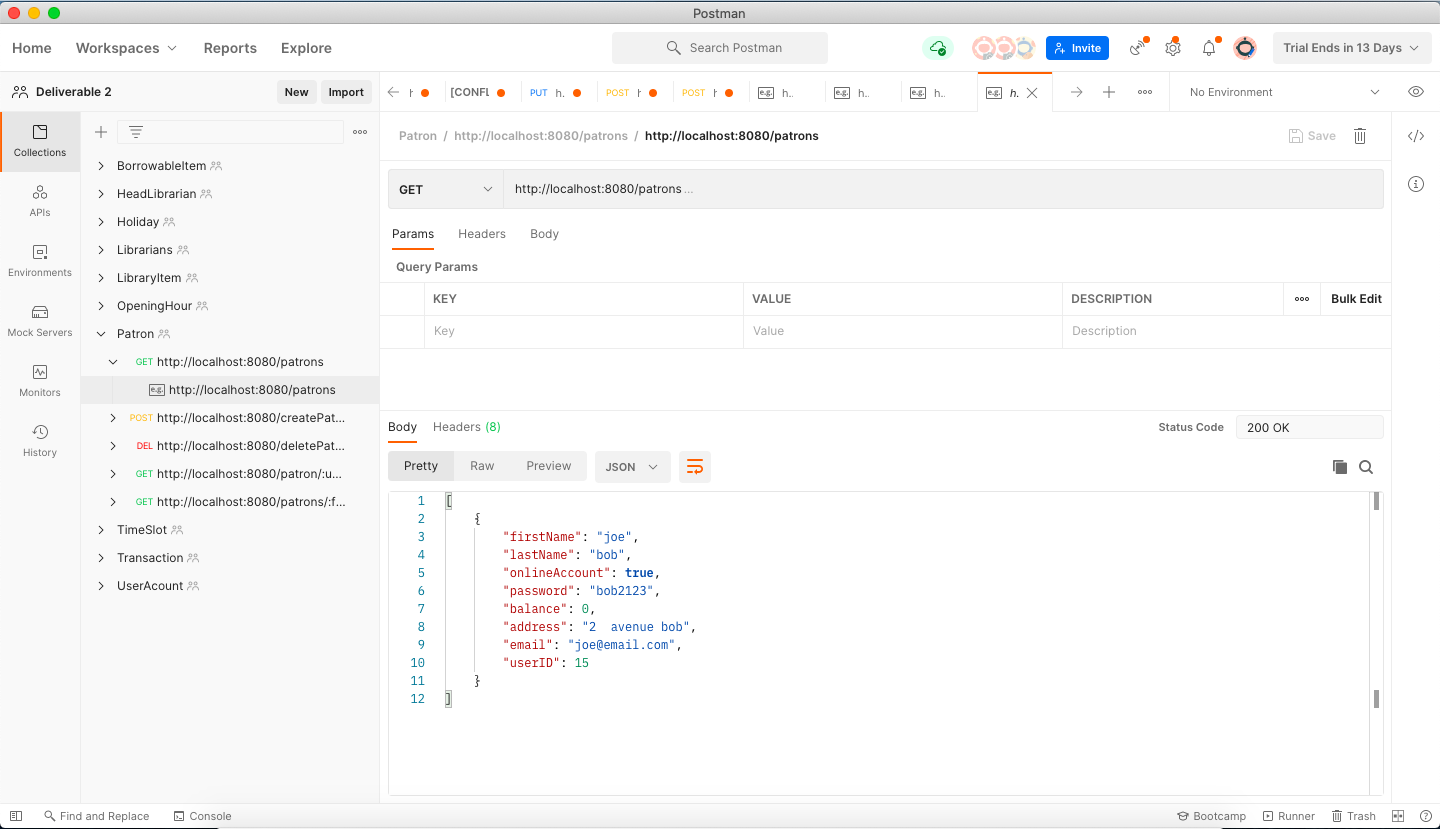 Postman
Home Workspaces Reports Explore Search Postman Invite Trial Ends in 13 Days
Deliverable 2 New Import
h [CONFL PUT h. POST h POST h e.g. h.. e.g. h.. e.g. h.. e.g. h. No Environment
Collections
APIs
Environments
Mock Servers
Monitors
History
BorrowableItem
HeadLibrarian
Holiday
Librarians
LibraryItem
OpeningHour
Patron
GET http://localhost:8080/patrons
e.g. http://localhost:8080/patrons
POST http://localhost:8080/createPat...
DEL http://localhost:8080/deletePat...
GET http://localhost:8080/patron/:u...
GET http://localhost:8080/patrons/:f...
TimeSlot
Transaction
UserAcount
Patron / http://localhost:8080/patrons / http://localhost:8080/patrons Save
GET http://localhost:8080/patrons ...
Params Headers Body
Query Params
KEY VALUE DESCRIPTION Bulk Edit
Key Value Description
Body Headers (8) Status Code 200 OK
Pretty Raw Preview JSON
1 [
2 {
3 "firstName": "joe",
4 "lastName": "bob",
5 "onlineAccount": true,
6 "password": "bob2123",
7 "balance": 0,
8 "address": "2  avenue bob",
9 "email": "joe@email.com",
10 "userID": 15
11 }
12 ]
Find and Replace Console Bootcamp Runner Trash